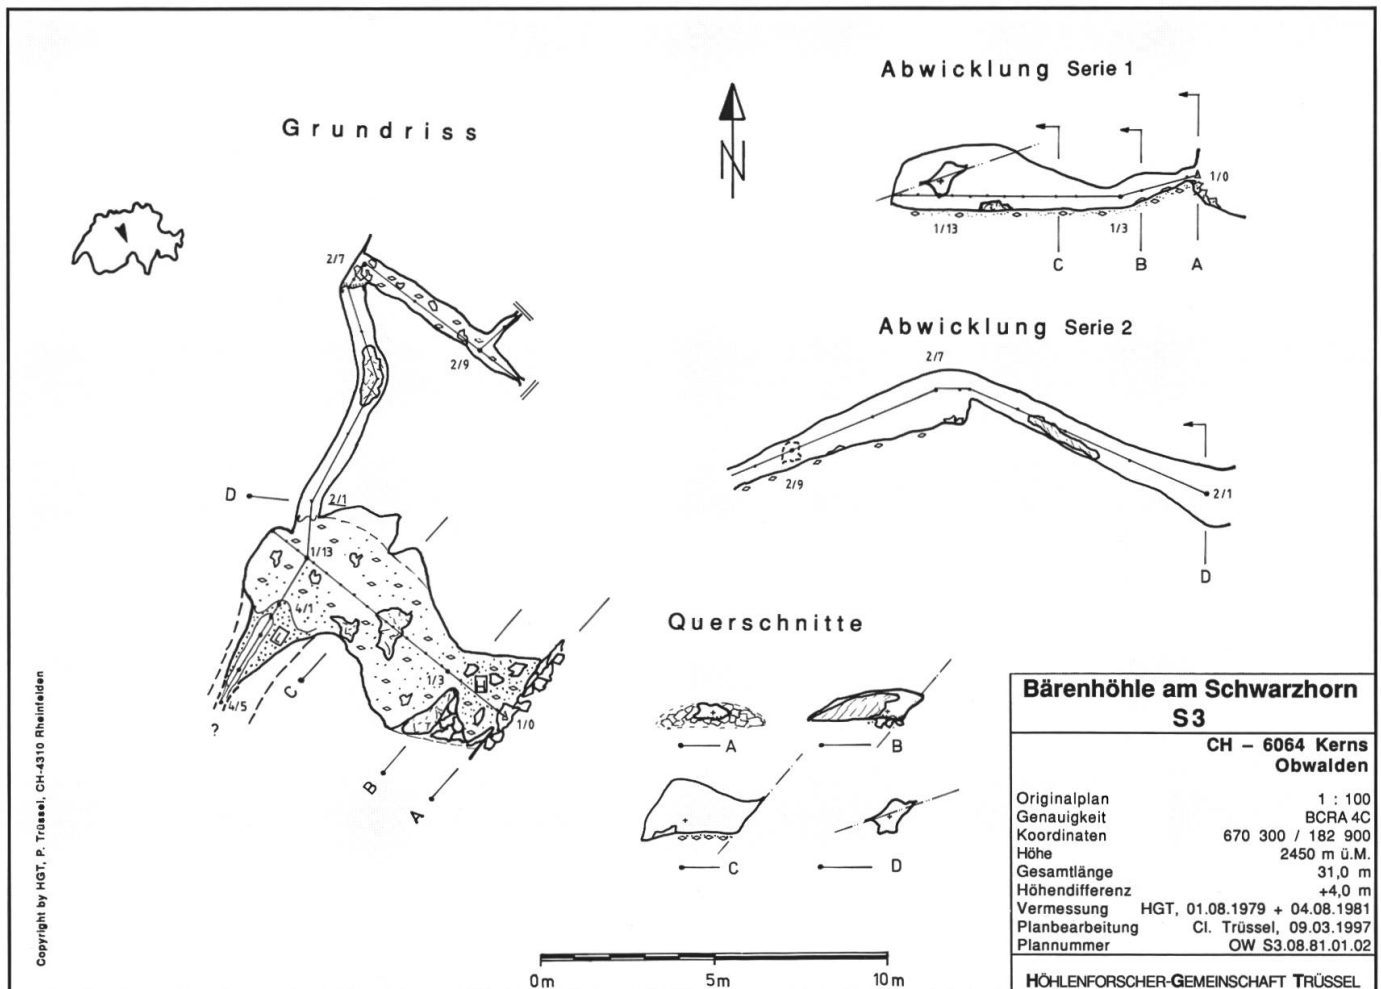 Grundriss
2/7
2/9
D
2/1
1/13
4/1
4/5
?
C
1/3
1/0
B
A
N
Abwicklung Serie 1
1/0
1/13
1/3
C
B
A
Abwicklung Serie 2
2/7
2/9
2/1
D
Querschnitte
A
B
C
D
0m
5m
10m
Bärenhöhle am Schwarzhorn
S3
CH – 6064 Kerns
Obwalden
Originalplan 1 : 100
Genauigkeit BCRA 4C
Koordinaten 670 300 / 182 900
Höhe 2450 m ü.M.
Gesamtlänge 31,0 m
Höhendifferenz +4,0 m
Vermessung HGT, 01.08.1979 + 04.08.1981
Planbearbeitung Cl. Trüssel, 09.03.1997
Plannummer OW S3.08.81.01.02
HÖHLENFORSCHER-GEMEINSCHAFT TRÜSSEL
Copyright by HGT, P. Trüssel, CH-4310 Rheinfelden